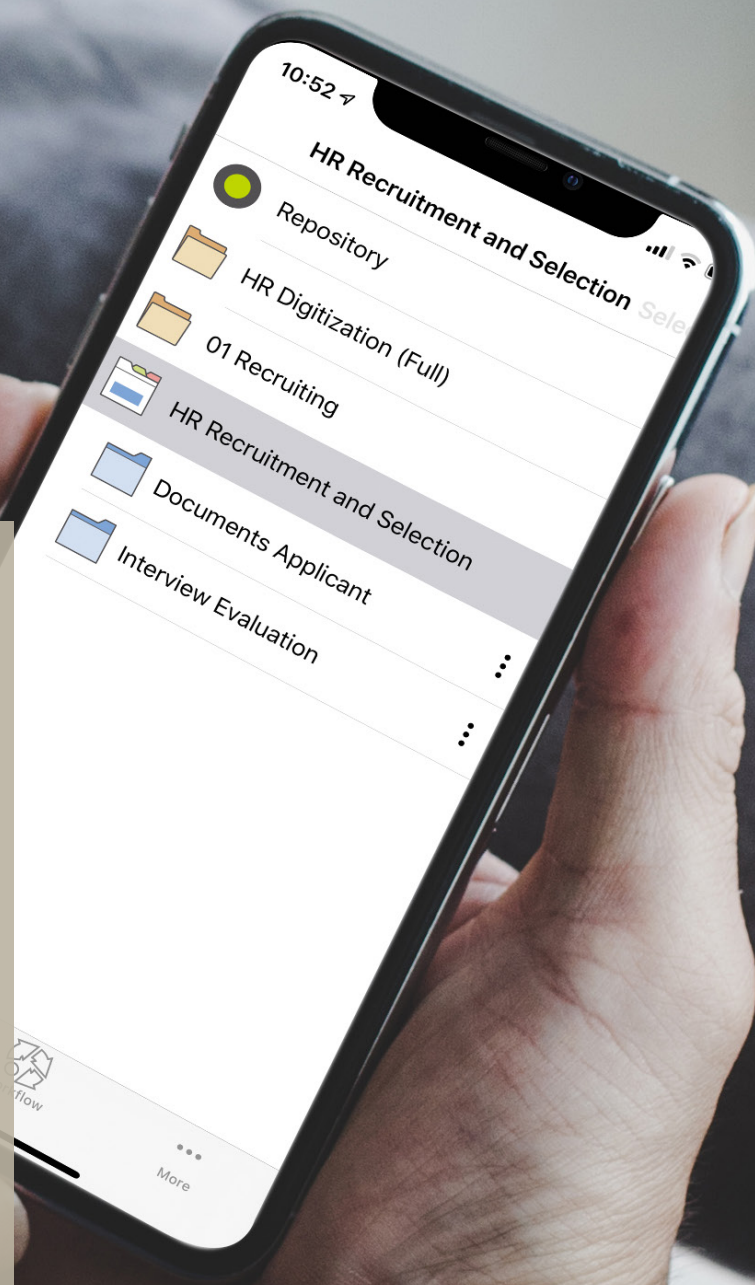 10:52
HR Recruitment and Selection
Repository
HR Digitization (Full)
01 Recruiting
HR Recruitment and Selection
Documents Applicant
Interview Evaluation
More